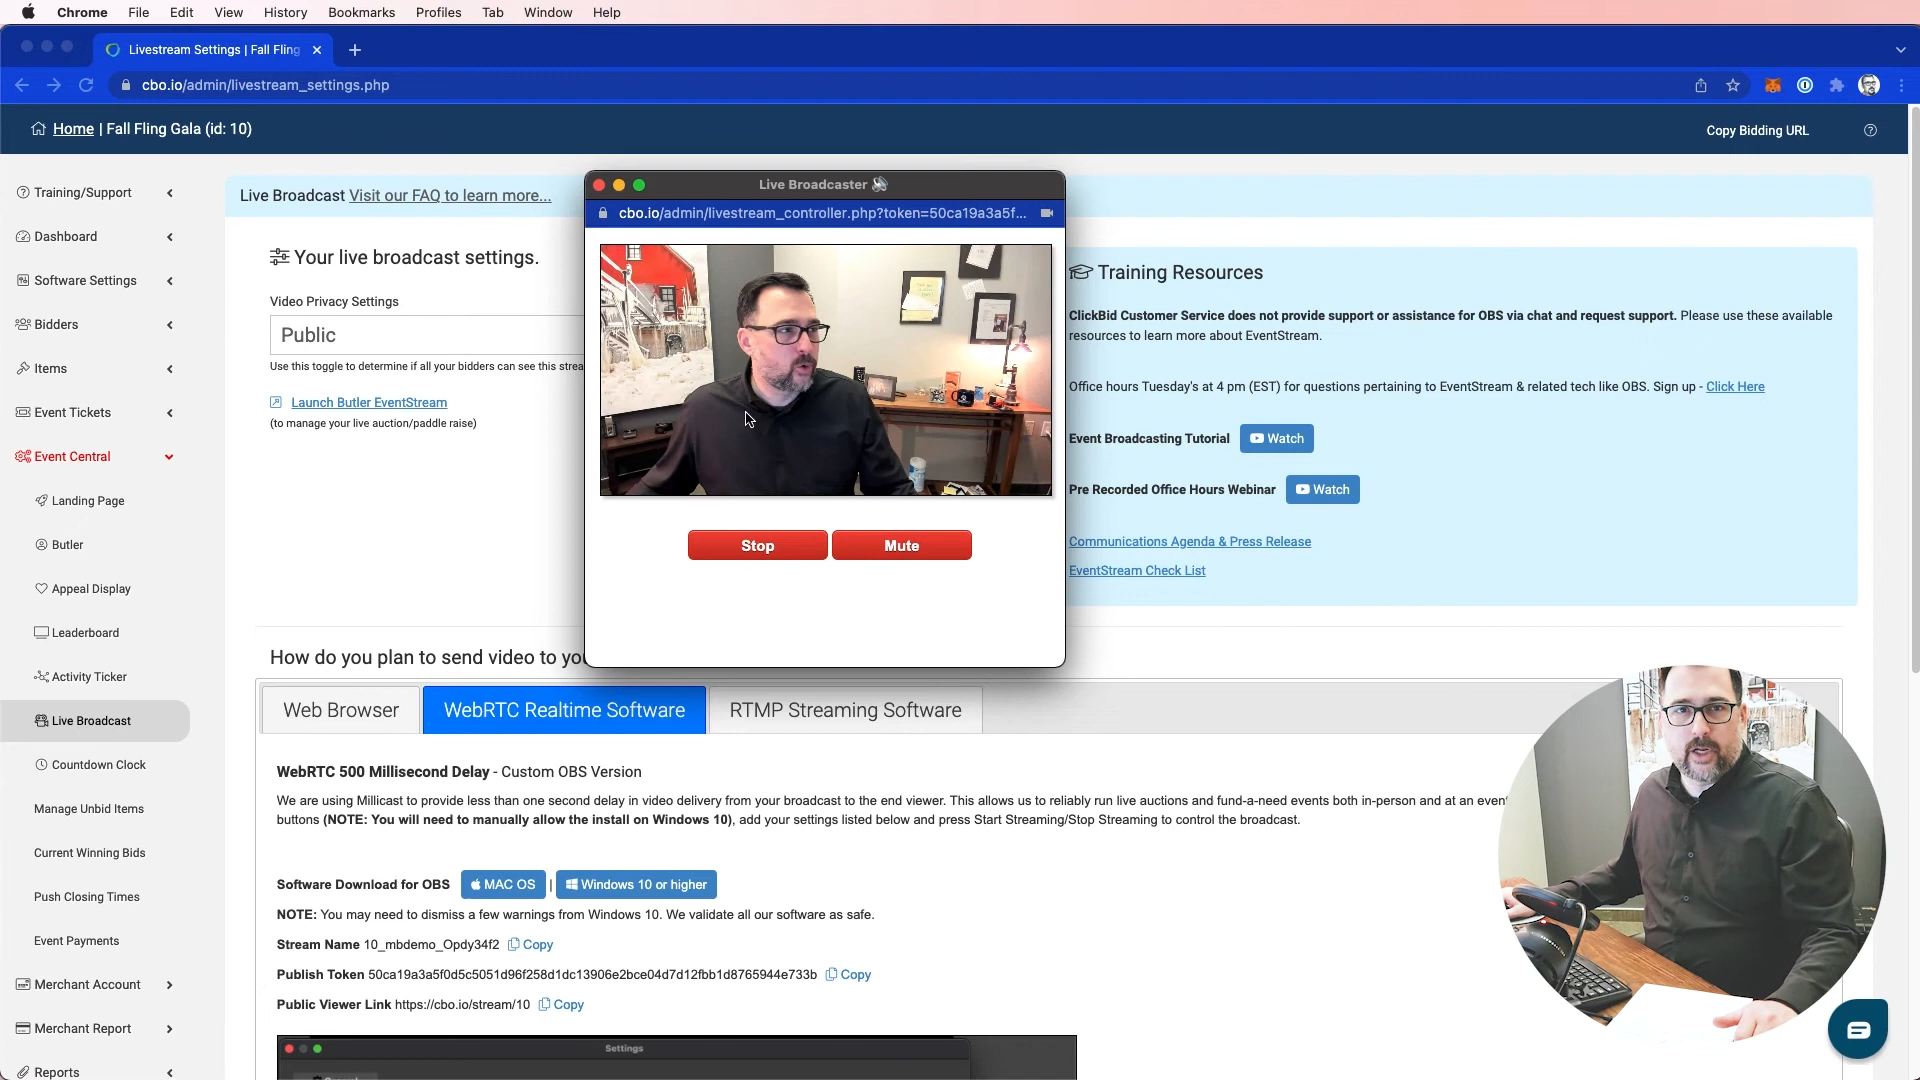 Chrome File Edit View History Bookmarks Profiles Tab Window Help
Livestream Settings | Fall Fling
cbo.io/admin/livestream_settings.php
Home | Fall Fling Gala (id: 10)
Copy Bidding URL
Training/Support
Dashboard
Software Settings
Bidders
Items
Event Tickets
Event Central
Landing Page
Butler
Appeal Display
Leaderboard
Activity Ticker
Live Broadcast
Countdown Clock
Manage Unbid Items
Current Winning Bids
Push Closing Times
Event Payments
Merchant Account
Merchant Report
Reports
Live Broadcast Visit our FAQ to learn more...
Your live broadcast settings.
Video Privacy Settings
Public
Use this toggle to determine if all your bidders can see this
Launch Butler EventStream
(to manage your live auction/paddle raise)
Live Broadcaster
cbo.io/admin/livestream_controller.php?token=50ca19a3a5f...
Stop Mute
Training Resources
ClickBid Customer Service does not provide support or assistance for OBS via chat and request support. Please use these available
resources to learn more about EventStream.
Office hours Tuesday's at 4 pm (EST) for questions pertaining to EventStream & related tech like OBS. Sign up - Click Here
Event Broadcasting Tutorial Watch
Pre Recorded Office Hours Webinar Watch
Communications Agenda & Press Release
EventStream Check List
How do you plan to send video to
Web Browser WebRTC Realtime Software RTMP Streaming Software
WebRTC 500 Millisecond Delay - Custom OBS Version
We are using Millicast to provide less than one second delay in video delivery from your broadcast to the end viewer. This allows us to reliably run live auctions and fund-a-need events both in-person and at an
buttons (NOTE: You will need to manually allow the install on Windows 10), add your settings listed below and press Start Streaming/Stop Streaming to control the broadcast.
Software Download for OBS MAC OS | Windows 10 or higher
NOTE: You may need to dismiss a few warnings from Windows 10. We validate all our software as safe.
Stream Name 10_mbdemo_Opdy34f2 Copy
Publish Token 50ca19a3a5f0d5c5051d96f258d1dc13906e2bce04d7d12fbb1d8765944e733b Copy
Public Viewer Link https://cbo.io/stream/10 Copy
Settings